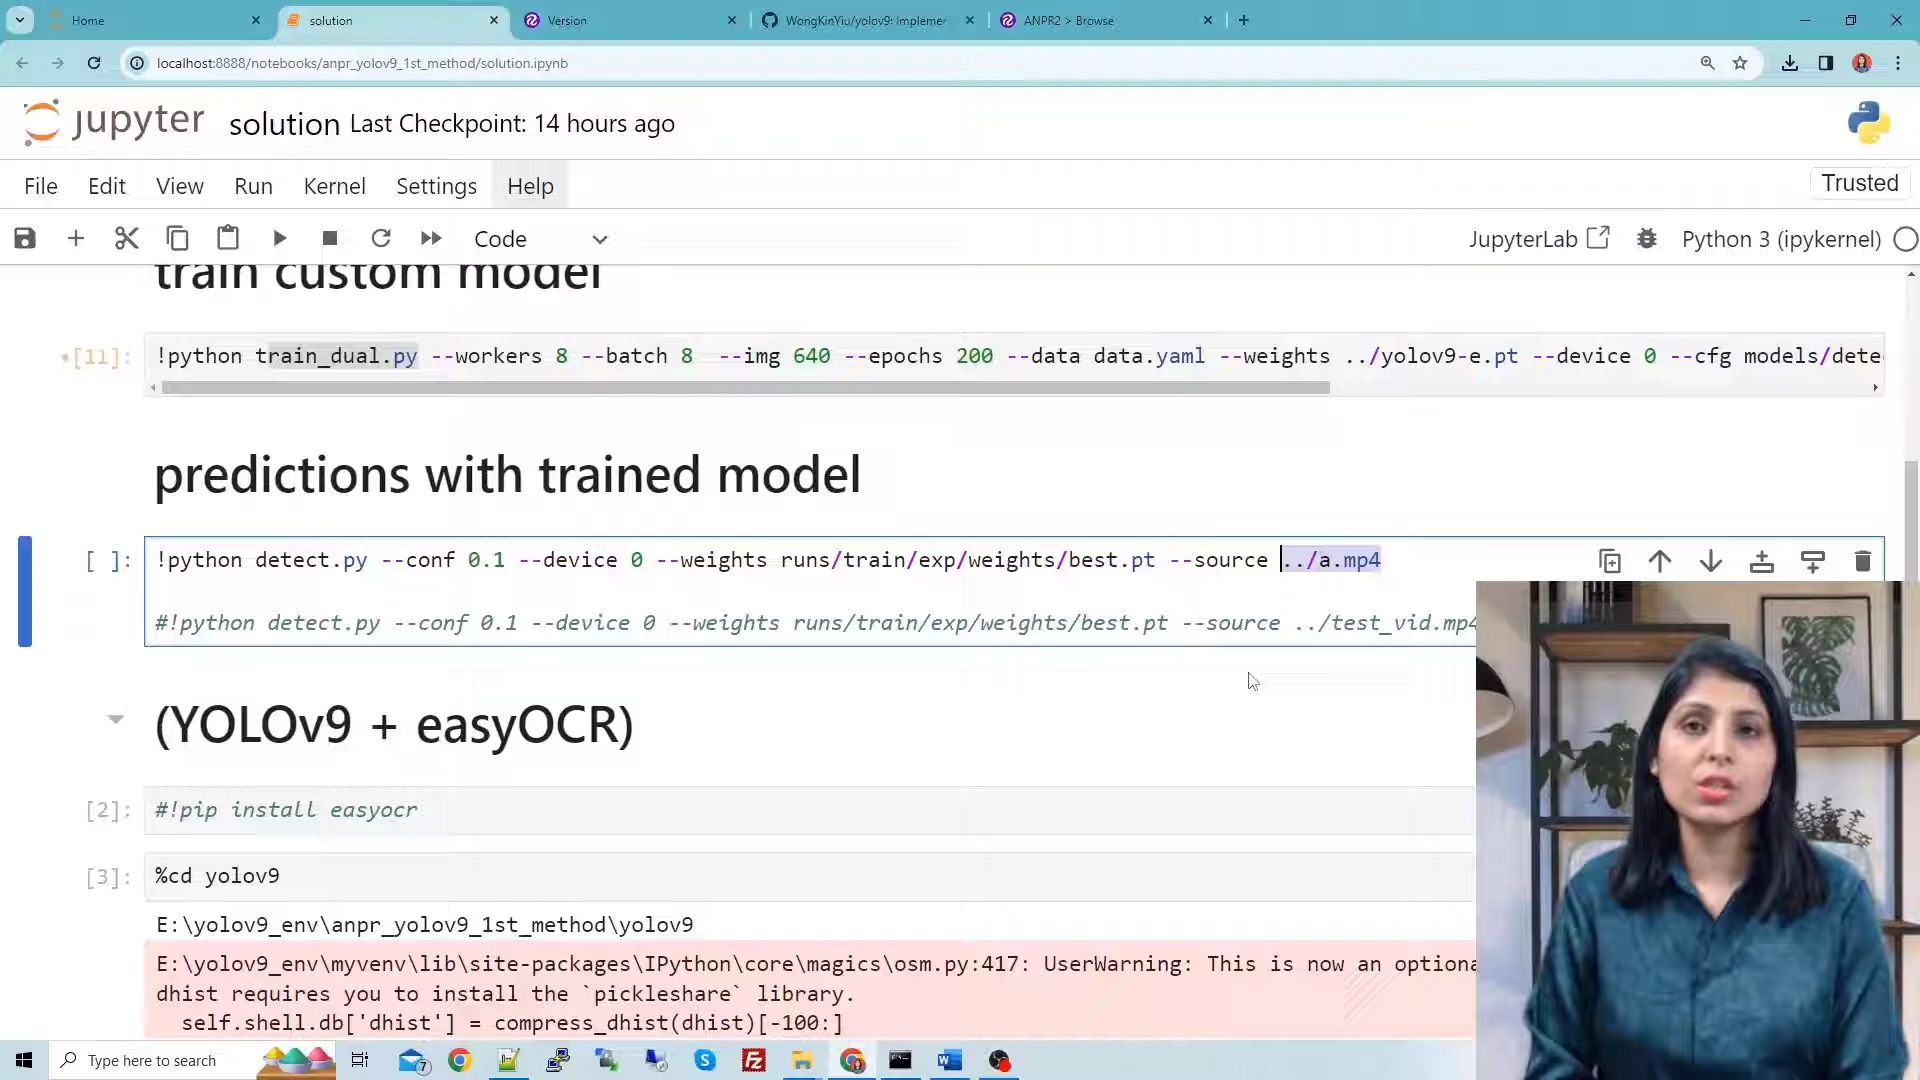 Home
solution
Version
WongKinYiu/yolov9: Implemen
ANPR2 > Browse
localhost:8888/notebooks/anpr_yolov9_1st_method/solution.ipynb
jupyter solution Last Checkpoint: 14 hours ago
File Edit View Run Kernel Settings Help
Trusted
Code
JupyterLab
Python 3 (ipykernel)
train custom model
[11]: !python train_dual.py --workers 8 --batch 8 --img 640 --epochs 200 --data data.yaml --weights ../yolov9-e.pt --device 0 --cfg models/dete
predictions with trained model
[ ]: !python detect.py --conf 0.1 --device 0 --weights runs/train/exp/weights/best.pt --source ../a.mp4
#!python detect.py --conf 0.1 --device 0 --weights runs/train/exp/weights/best.pt --source ../test_vid.mp4
(YOLOv9 + easyOCR)
[2]: #!pip install easyocr
[3]: %cd yolov9
E:\yolov9_env\anpr_yolov9_1st_method\yolov9
E:\yolov9_env\myvenv\lib\site-packages\IPython\core\magics\osm.py:417: UserWarning: This is now an optiona
dhist requires you to install the `pickleshare` library.
self.shell.db['dhist'] = compress_dhist(dhist)[-100:]
Type here to search
7